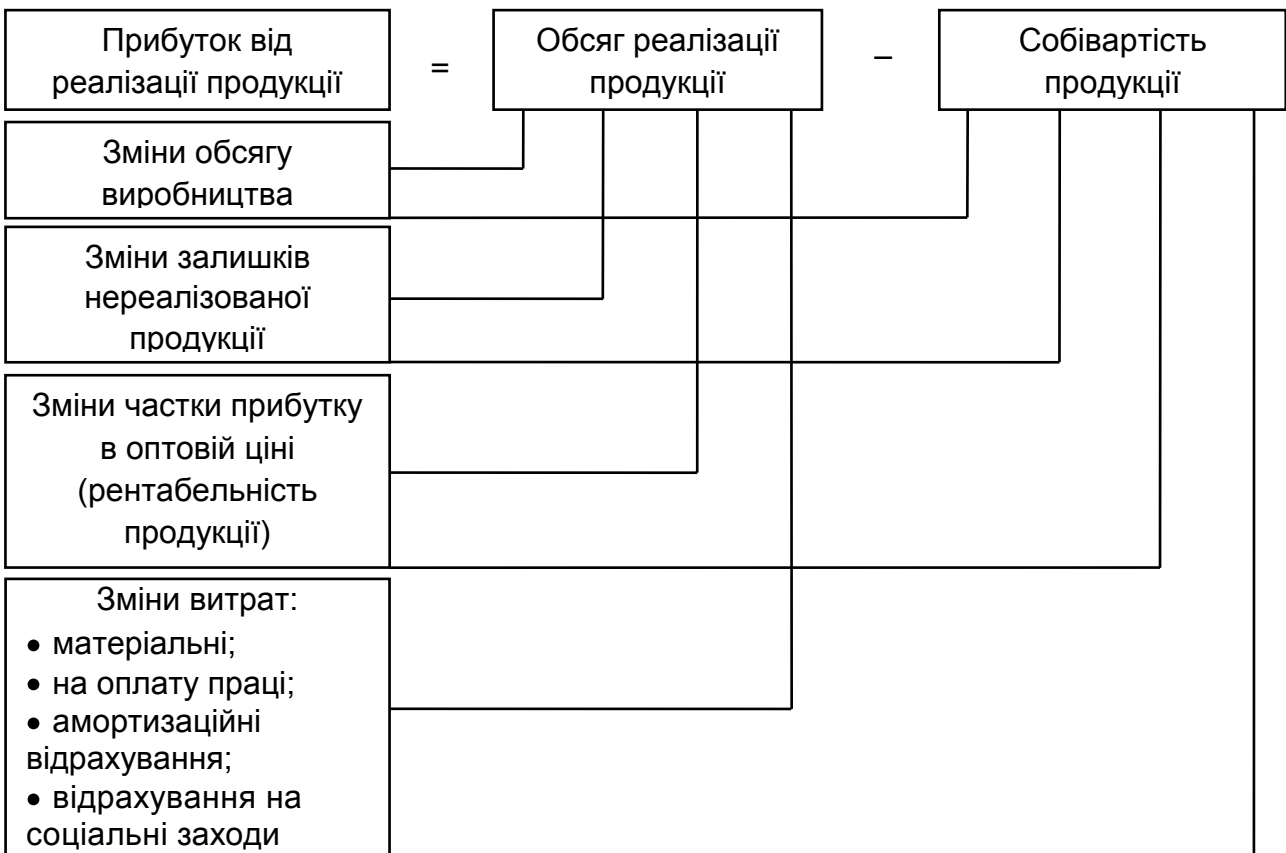 Прибуток від
реалізації продукції
=
Обсяг реалізації
продукції
–
Собівартість
продукції
Зміни обсягу
виробництва
Зміни залишків
нереалізованої
продукції
Зміни частки прибутку
в оптовій ціні
(рентабельність
продукції)
Зміни витрат:
• матеріальні;
• на оплату праці;
• амортизаційні
відрахування;
• відрахування на
соціальні заходи